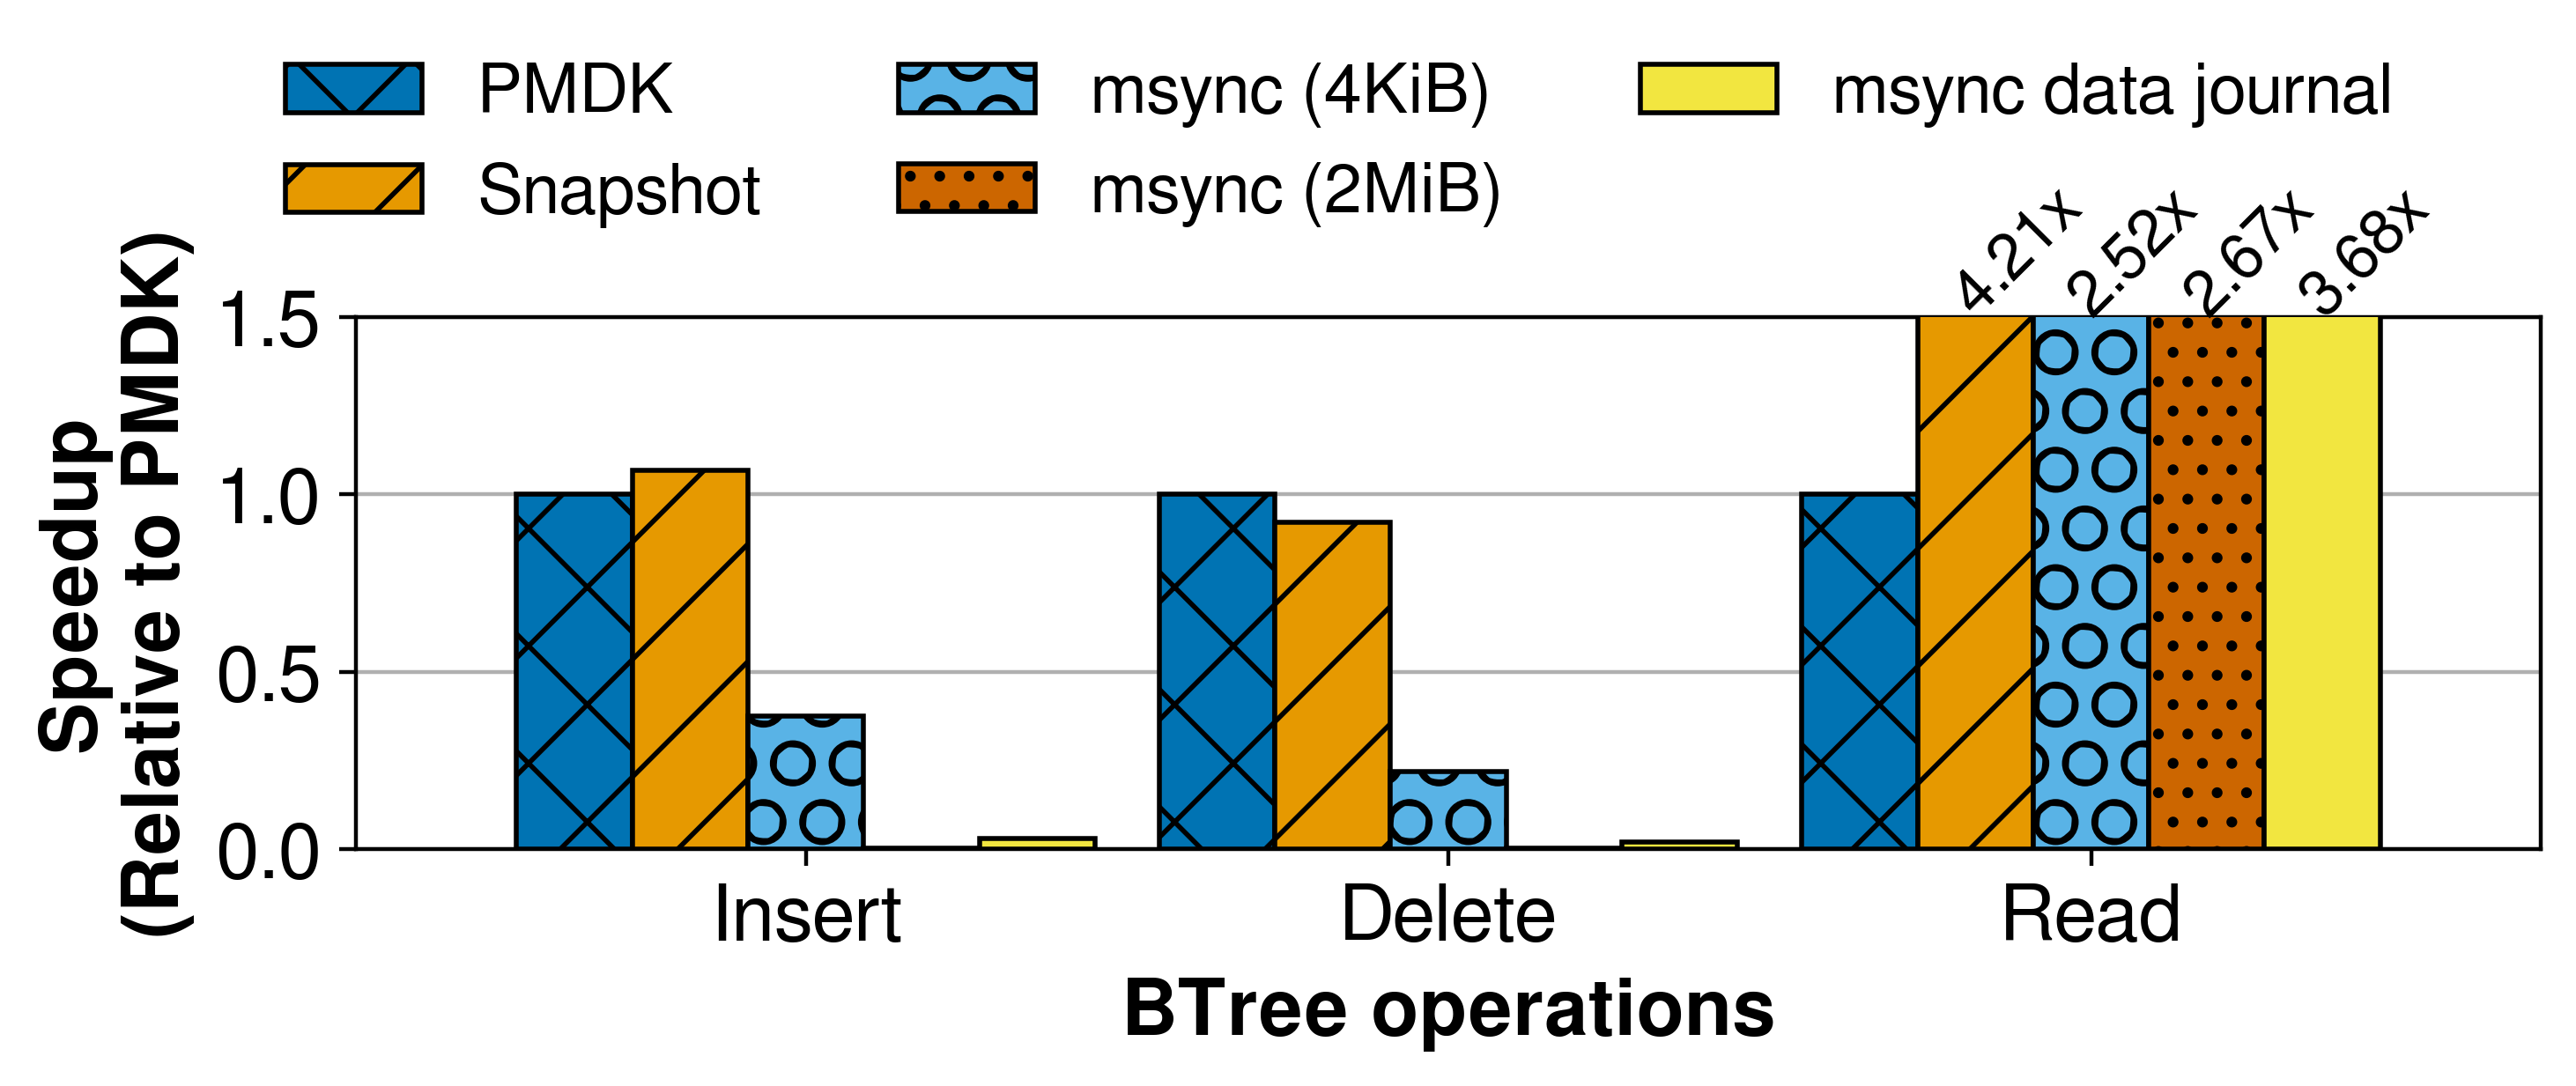 PMDK
Snapshot
msync (4KiB)
msync (2MiB)
msync data journal
4.21x
2.52x
2.67x
3.68x
Speedup
(Relative to PMDK)
1.5
1.0
0.5
0.0
Insert
Delete
Read
BTree operations